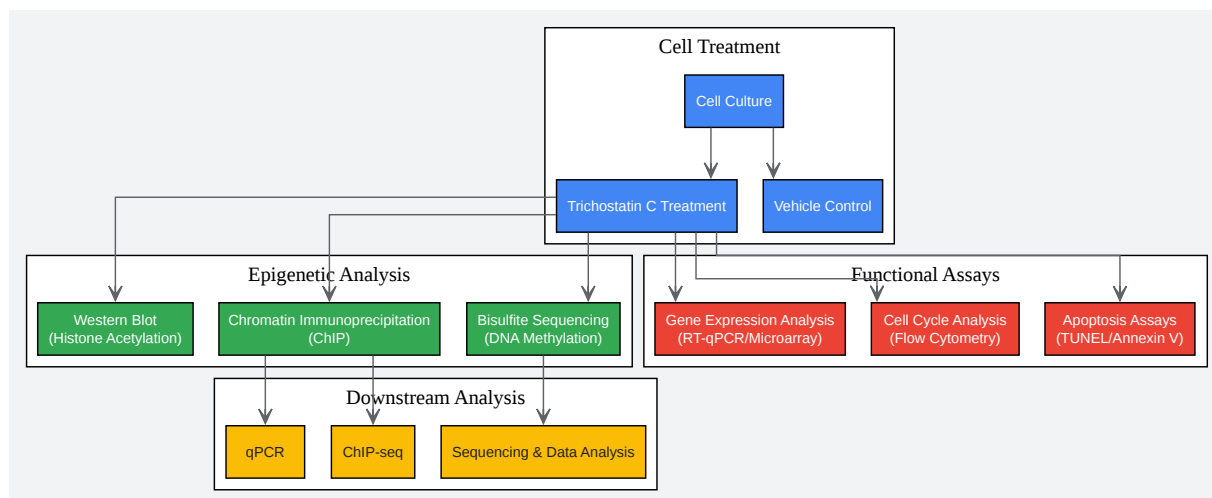 Cell Treatment
Cell Culture
Trichostatin C Treatment
Vehicle Control
Epigenetic Analysis
Functional Assays
Western Blot
(Histone Acetylation)
Chromatin Immunoprecipitation
(ChIP)
Bisulfite Sequencing
(DNA Methylation)
Gene Expression Analysis
(RT-qPCR/Microarray)
Cell Cycle Analysis
(Flow Cytometry)
Apoptosis Assays
(TUNEL/Annexin V)
Downstream Analysis
qPCR
ChIP-seq
Sequencing & Data Analysis